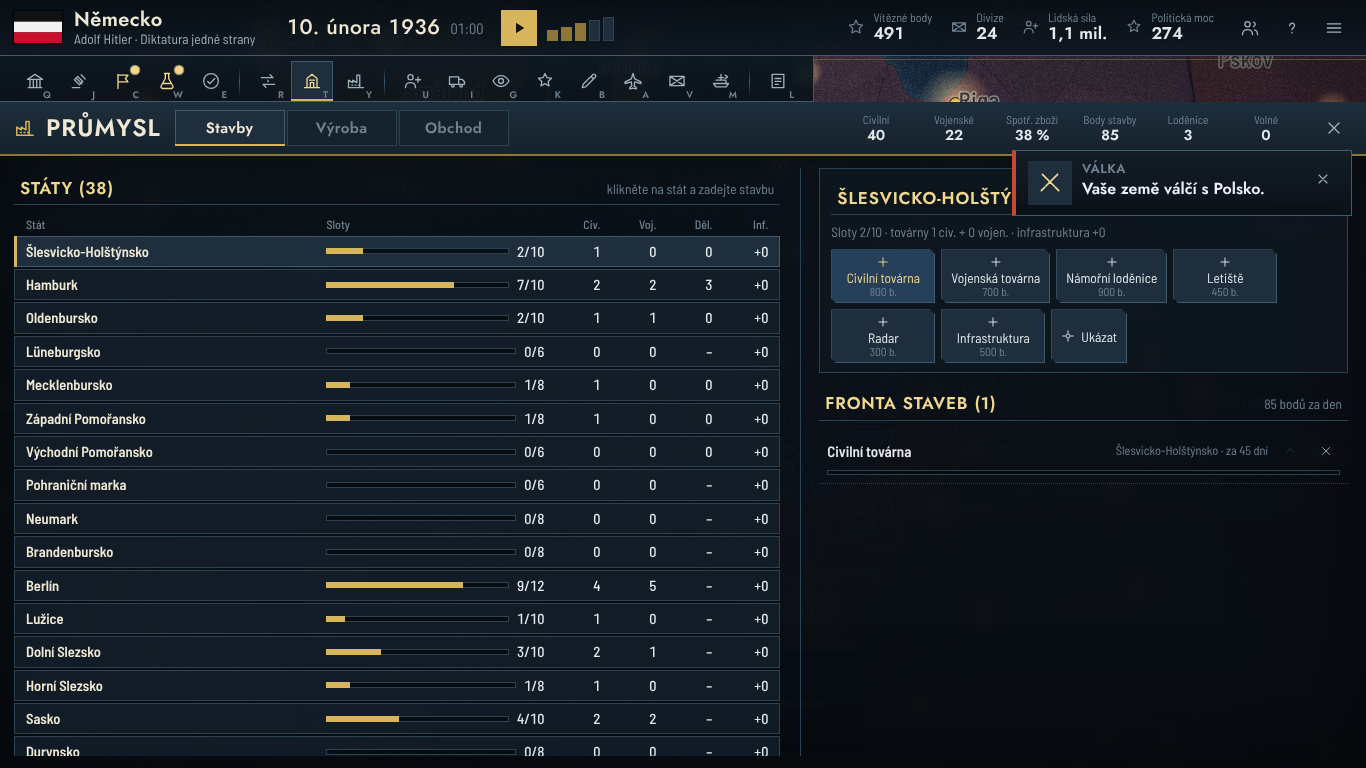 Německo
Adolf Hitler · Diktatura jedné strany
10. února 1936 01:00
Vítězné body
491
Divize
24
Lidská síla
1,1 mil.
Politická moc
274
?
Q J C W E R T Y U I G K B A V M L
Pskov
Riga
PRŮMYSL
Stavby
Výroba
Obchod
Civilní
40
Vojenské
22
Spotř. zboží
38 %
Body stavby
85
Loděnice
3
Volné
0
VÁLKA
Vaše země válčí s Polsko.
STÁTY (38)
klikněte na stát a zadejte stavbu
Stát Sloty Civ. Voj. Děl. Inf.
Šlesvicko-Holštýnsko 2/10 1 0 0 +0
Hamburk 7/10 2 2 3 +0
Oldenbursko 2/10 1 1 0 +0
Lüneburgsko 0/6 0 0 – +0
Mecklenbursko 1/8 1 0 0 +0
Západní Pomořansko 1/8 1 0 0 +0
Východní Pomořansko 0/6 0 0 0 +0
Pohraniční marka 0/6 0 0 – +0
Neumark 0/8 0 0 – +0
Brandenbursko 0/8 0 0 – +0
Berlín 9/12 4 5 – +0
Lužice 1/10 1 0 – +0
Dolní Slezsko 3/10 2 1 – +0
Horní Slezsko 1/8 1 0 – +0
Sasko 4/10 2 2 – +0
Durynsko 0/8 0 0 – +0
ŠLESVICKO-HOLŠTÝ
Sloty 2/10 · továrny 1 civ. + 0 vojen. · infrastruktura +0
Civilní továrna
800 b.
Vojenská továrna
700 b.
Námořní loděnice
900 b.
Letiště
450 b.
Radar
300 b.
Infrastruktura
500 b.
Ukázat
FRONTA STAVEB (1)
85 bodů za den
Civilní továrna
Šlesvicko-Holštýnsko · za 45 dní